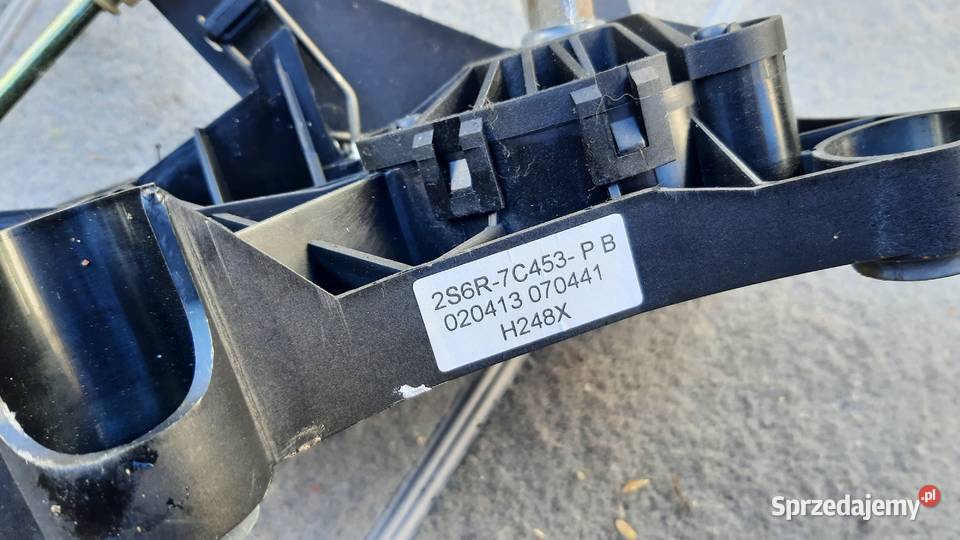 2S6R-7C453- P B
020413 070441
H248X
Sprzedajemy.pl